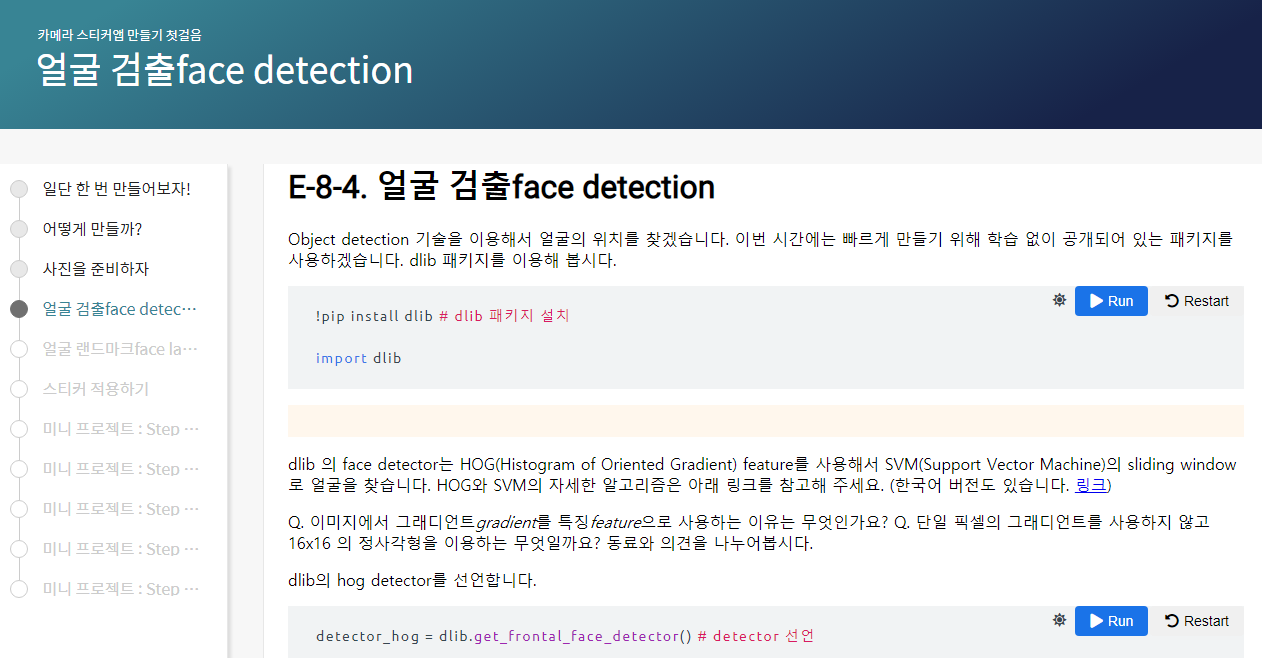 카메라 스티커앱 만들기 첫걸음
얼굴 검출face detection
일단 한 번 만들어보자!
어떻게 만들까?
사진을 준비하자
얼굴 검출face detec···
얼굴 랜드마크face la···
스티커 적용하기
미니 프로젝트 : Step ···
미니 프로젝트 : Step ···
미니 프로젝트 : Step ···
미니 프로젝트 : Step ···
미니 프로젝트 : Step ···
E-8-4. 얼굴 검출face detection
Object detection 기술을 이용해서 얼굴의 위치를 찾겠습니다. 이번 시간에는 빠르게 만들기 위해 학습 없이 공개되어 있는 패키지를
사용하겠습니다. dlib 패키지를 이용해 봅시다.
Run Restart
!pip install dlib # dlib 패키지 설치
import dlib
dlib 의 face detector는 HOG(Histogram of Oriented Gradient) feature를 사용해서 SVM(Support Vector Machine)의 sliding window
로 얼굴을 찾습니다. HOG와 SVM의 자세한 알고리즘은 아래 링크를 참고해 주세요. (한국어 버전도 있습니다. 링크)
Q. 이미지에서 그래디언트gradient를 특징feature으로 사용하는 이유는 무엇인가요? Q. 단일 픽셀의 그래디언트를 사용하지 않고
16x16 의 정사각형을 이용하는 무엇일까요? 동료와 의견을 나누어봅시다.
dlib의 hog detector를 선언합니다.
Run Restart
detector_hog = dlib.get_frontal_face_detector() # detector 선언